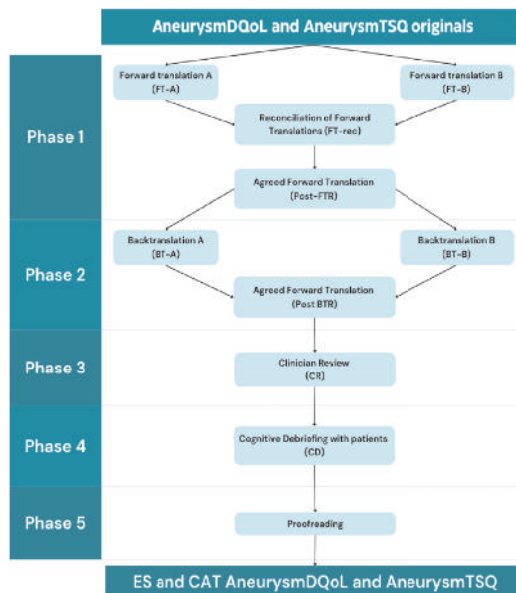 AneurysmDQoL and AneurysmTSQ originals
Phase 1
Forward translation A
(FT-A)
Forward translation B
(FT-B)
Reconciliation of Forward
Translations (FT-rec)
Agreed Forward Translation
(Post-FTR)
Phase 2
Backtranslation A
(BT-A)
Backtranslation B
(BT-B)
Agreed Forward Translation
(Post BTR)
Phase 3
Clinician Review
(CR)
Phase 4
Cognitive Debriefing with patients
(CD)
Phase 5
Proofreading
ES and CAT AneurysmDQoL and AneurysmTSQ